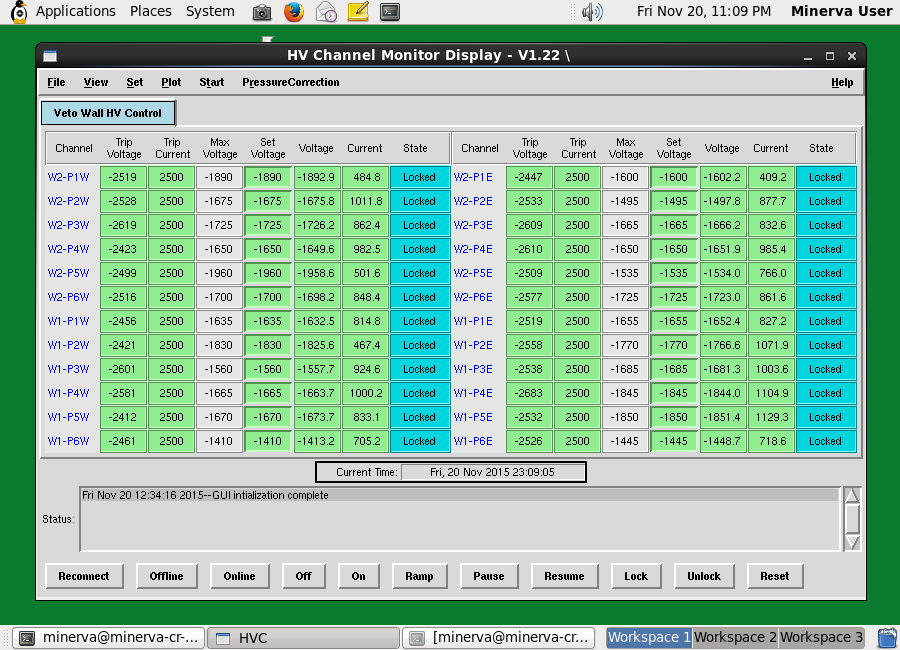 Applications Places System Fri Nov 20, 11:09 PM Minerva User
HV Channel Monitor Display - V1.22 \
File View Set Plot Start PressureCorrection Help
Veto Wall HV Control
Channel Trip Voltage Trip Current Max Voltage Set Voltage Voltage Current State Channel Trip Voltage Trip Current Max Voltage Set Voltage Voltage Current State
W2-P1W -2519 2500 -1890 -1890 -1892.9 484.8 Locked W2-P1E -2447 2500 -1600 -1600 -1602.2 409.2 Locked
W2-P2W -2528 2500 -1675 -1675 -1675.8 1011.8 Locked W2-P2E -2533 2500 -1495 -1495 -1497.8 877.7 Locked
W2-P3W -2619 2500 -1725 -1725 -1726.2 862.4 Locked W2-P3E -2609 2500 -1665 -1665 -1666.2 832.6 Locked
W2-P4W -2423 2500 -1650 -1650 -1649.6 982.5 Locked W2-P4E -2610 2500 -1650 -1650 -1651.9 985.4 Locked
W2-P5W -2499 2500 -1960 -1960 -1958.6 501.6 Locked W2-P5E -2509 2500 -1535 -1535 -1534.0 766.0 Locked
W2-P6W -2516 2500 -1700 -1700 -1698.2 848.4 Locked W2-P6E -2577 2500 -1725 -1725 -1723.0 861.6 Locked
W1-P1W -2456 2500 -1635 -1635 -1632.5 814.8 Locked W1-P1E -2519 2500 -1655 -1655 -1652.4 827.2 Locked
W1-P2W -2421 2500 -1830 -1830 -1825.6 467.4 Locked W1-P2E -2558 2500 -1770 -1770 -1766.6 1071.9 Locked
W1-P3W -2601 2500 -1560 -1560 -1557.7 924.6 Locked W1-P3E -2538 2500 -1685 -1685 -1681.3 1003.6 Locked
W1-P4W -2581 2500 -1665 -1665 -1663.7 1000.2 Locked W1-P4E -2683 2500 -1845 -1845 -1844.0 1104.9 Locked
W1-P5W -2412 2500 -1670 -1670 -1673.7 833.1 Locked W1-P5E -2532 2500 -1850 -1850 -1851.4 1129.3 Locked
W1-P6W -2461 2500 -1410 -1410 -1413.2 705.2 Locked W1-P6E -2526 2500 -1445 -1445 -1448.7 718.6 Locked
Current Time: Fri, 20 Nov 2015 23:09:05
Fri Nov 20 12:34:16 2015--GUI intialization complete
Status:
Reconnect Offline Online Off On Ramp Pause Resume Lock Unlock Reset
minerva@minerva-cr-... HVC [minerva@minerva-cr... Workspace 1 Workspace 2 Workspace 3